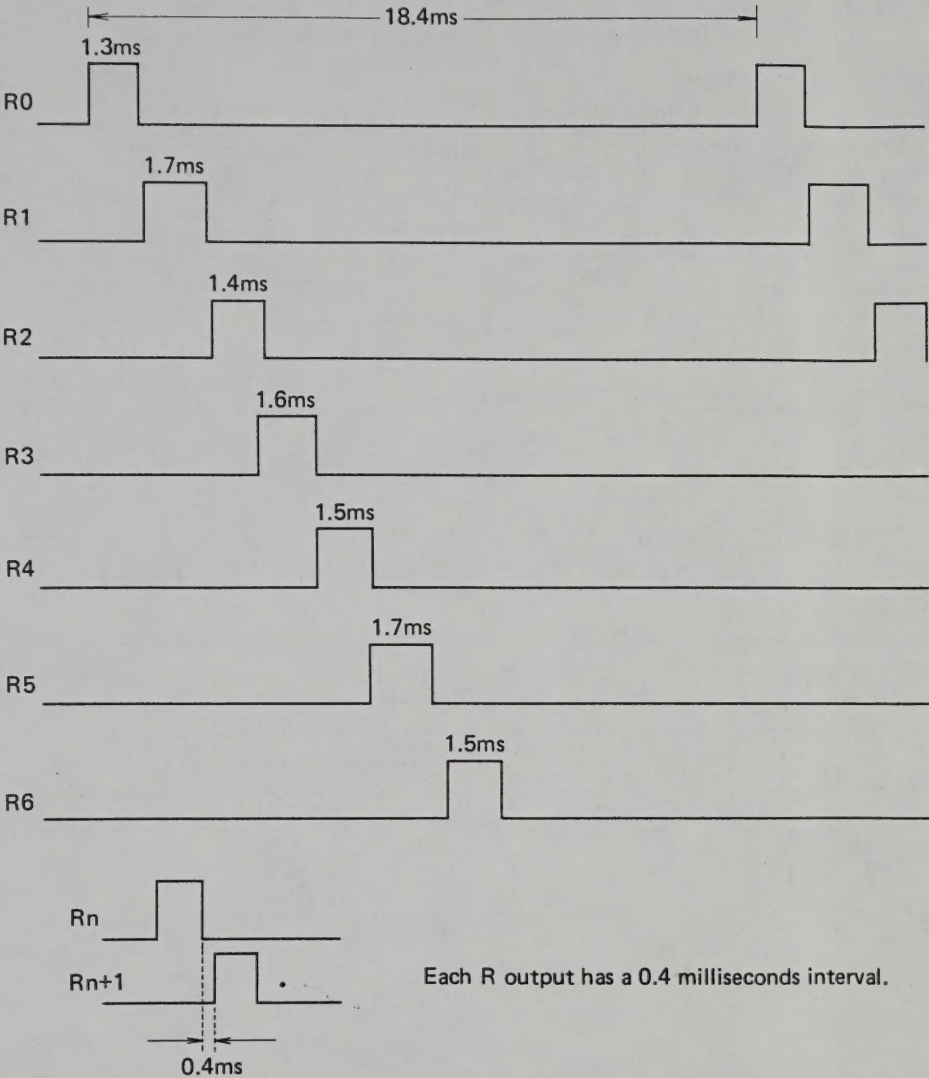 18.4ms
1.3ms
R0
1.7ms
R1
1.4ms
R2
1.6ms
R3
1.5ms
R4
1.7ms
R5
1.5ms
R6
Rn
Rn+1
Each R output has a 0.4 milliseconds interval.
0.4ms